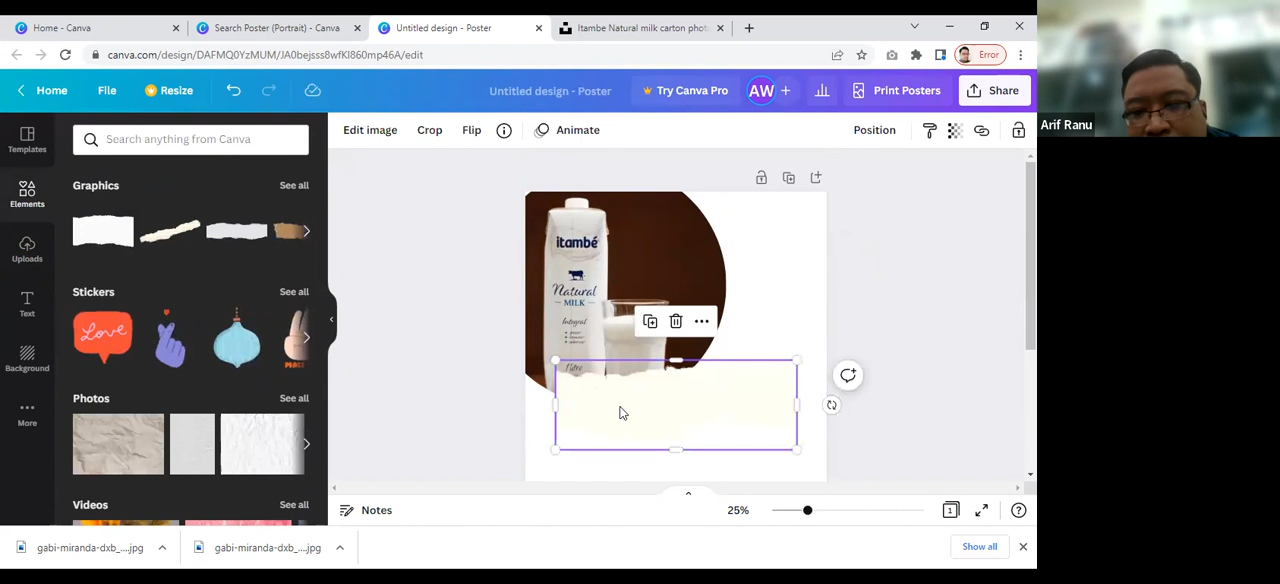 Home - Canva
Search Poster (Portrait) - Canva
Untitled design - Poster
Itambe Natural milk carton phot
canva.com/design/DAFMQ0YzMUM/JA0bejsss8wfKl860mp46A/edit
Error
Home
File
Resize
Untitled design - Poster
Try Canva Pro
AW
Print Posters
Share
Templates
Elements
Uploads
Text
Background
More
Search anything from Canva
Graphics
See all
Stickers
See all
Love
PEACE
Photos
See all
Videos
See all
Edit image
Crop
Flip
Animate
Position
itambé
Natural
MILK
Integral
Notes
25%
1
gabi-miranda-dxb_....jpg
gabi-miranda-dxb_....jpg
Show all
Arif Ranu